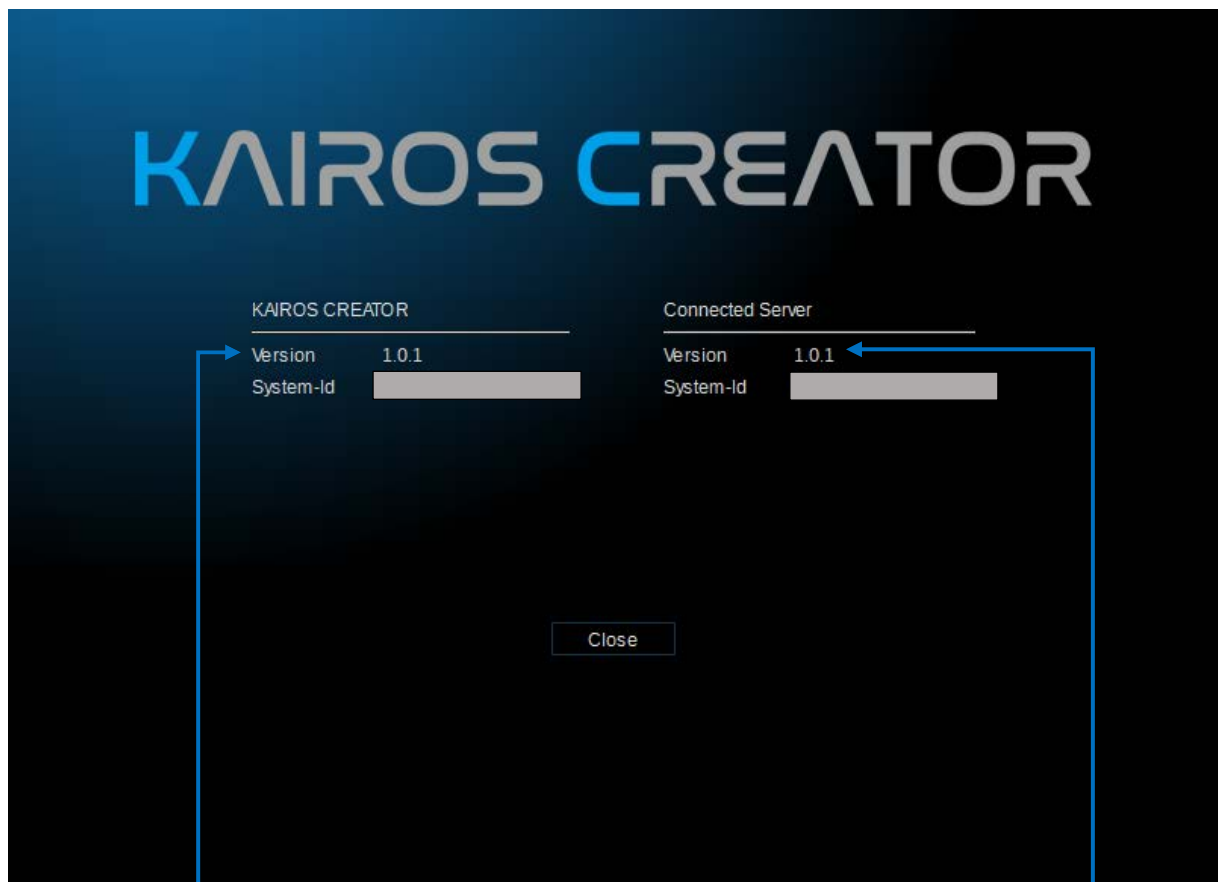 KAIROS CREATOR
KAIROS CREATOR
Version 1.0.1
System-Id
Connected Server
Version 1.0.1
System-Id
Close